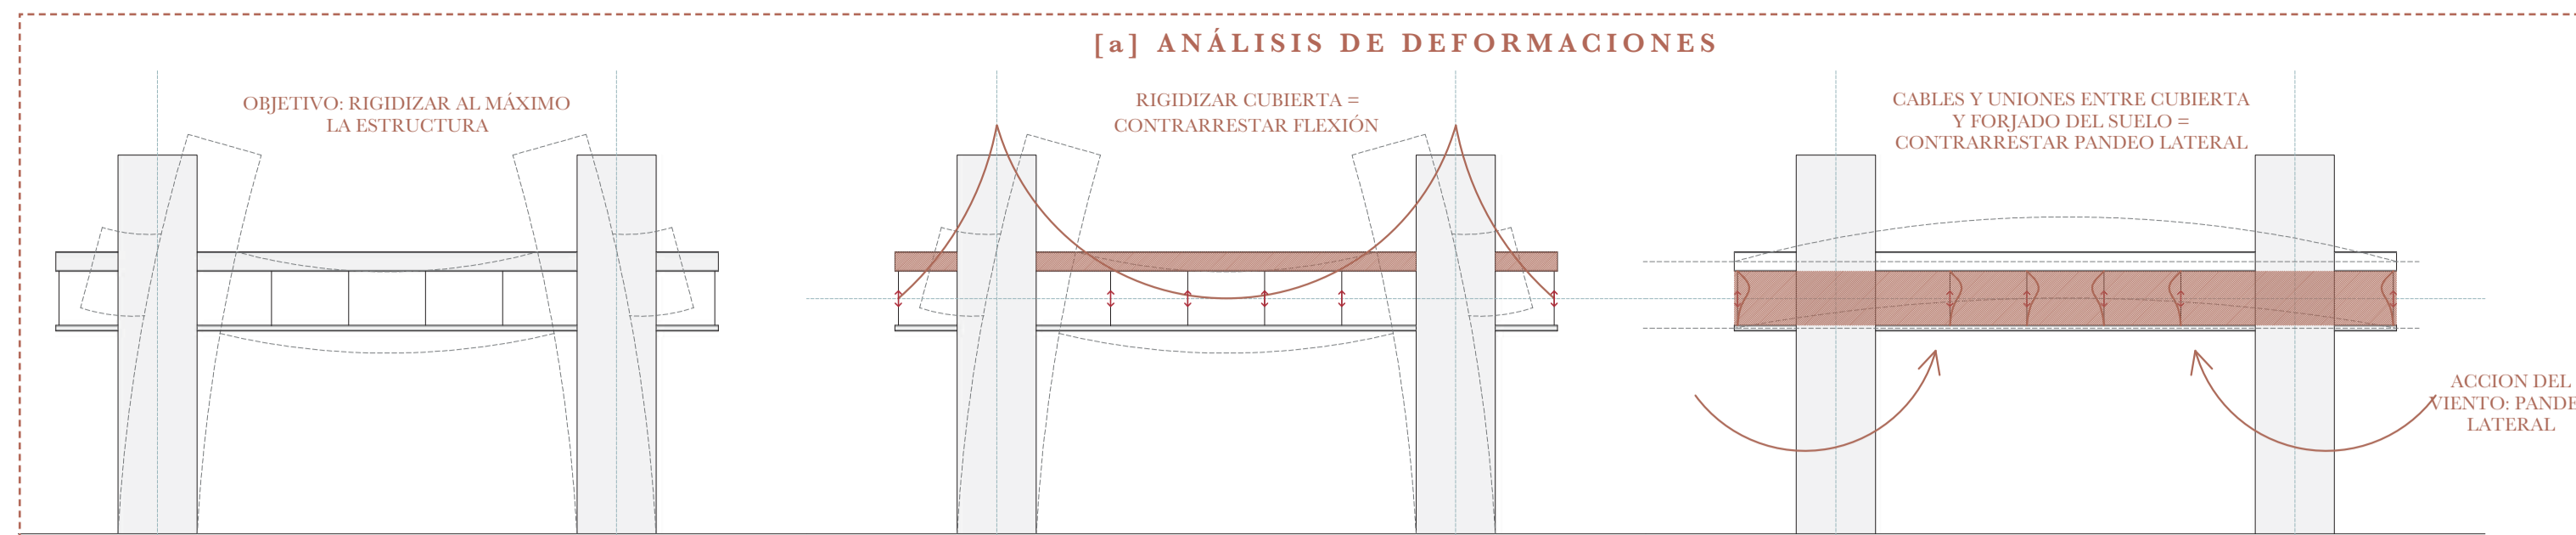 [a] ANÁLISIS DE DEFORMACIONES
OBJETIVO: RIGIDIZAR AL MÁXIMO
LA ESTRUCTURA
RIGIDIZAR CUBIERTA =
CONTRARRESTAR FLEXIÓN
CABLES Y UNIONES ENTRE CUBIERTA
Y FORJADO DEL SUELO =
CONTRARRESTAR PANDEO LATERAL
ACCION DEL
VIENTO: PANDE
LATERAL